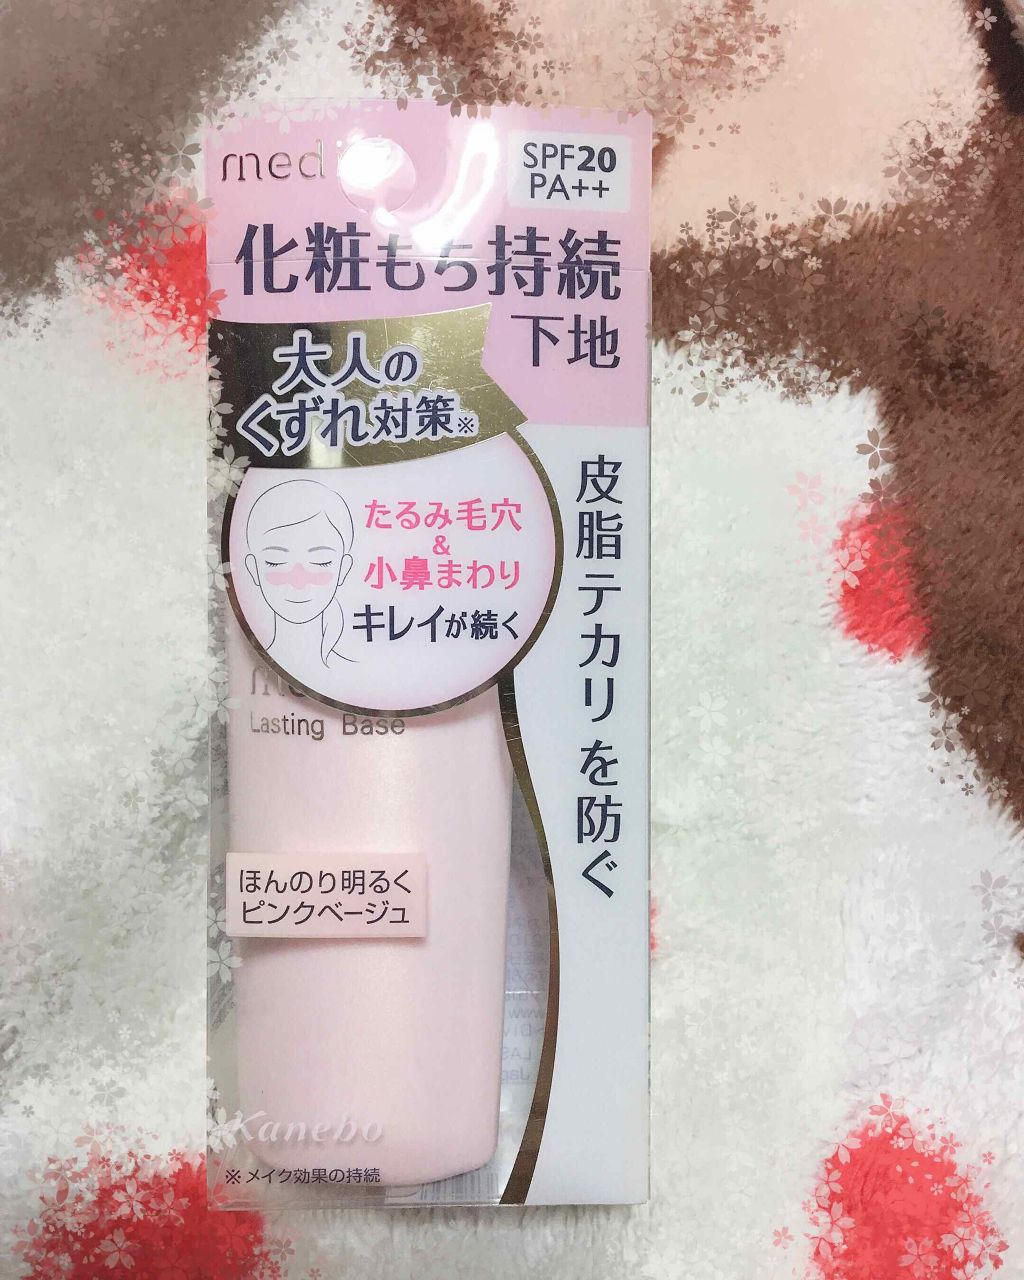 SPF20
PA++
化粧もち持続
下地
大人の
くずれ対策※
たるみ毛穴
&
小鼻まわり
キレイが続く
皮脂テカリを防ぐ
Lasting Base
ほんのり明るく
ピンクベージュ
Kanebo
※メイク効果の持続